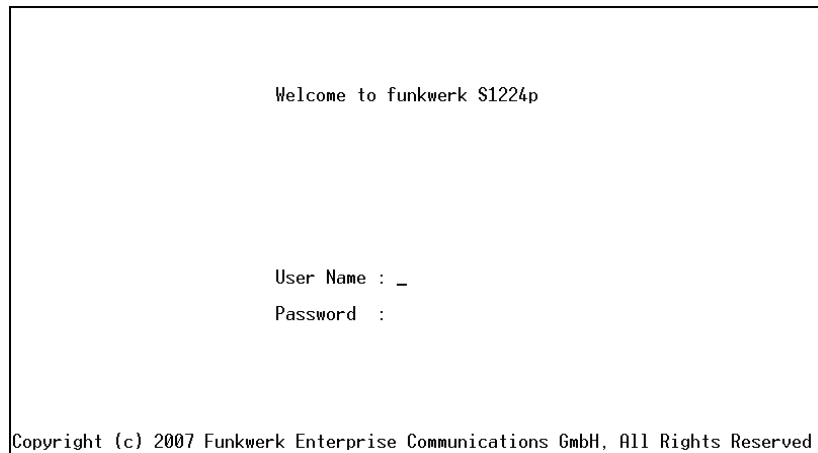 Welcome to funkwerk S1224p
User Name : _
Password :
Copyright (c) 2007 Funkwerk Enterprise Communications GmbH, All Rights Reserved